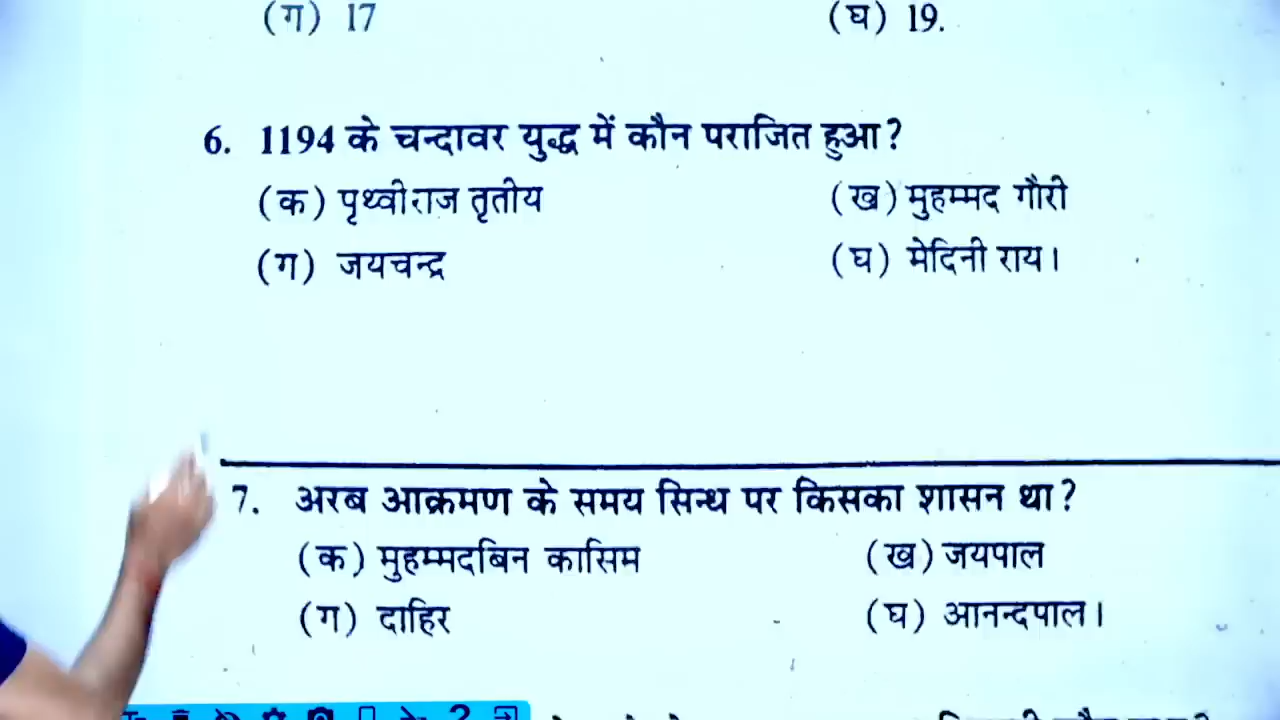 (ग) 17 (घ) 19.
6. 1194 के चन्दावर युद्ध में कौन पराजित हुआ?
(क) पृथ्वीराज तृतीय (ख) मुहम्मद गौरी
(ग) जयचन्द्र (घ) मेदिनी राय।
7. अरब आक्रमण के समय सिन्ध पर किसका शासन था?
(क) मुहम्मदबिन कासिम (ख) जयपाल
(ग) दाहिर (घ) आनन्दपाल।